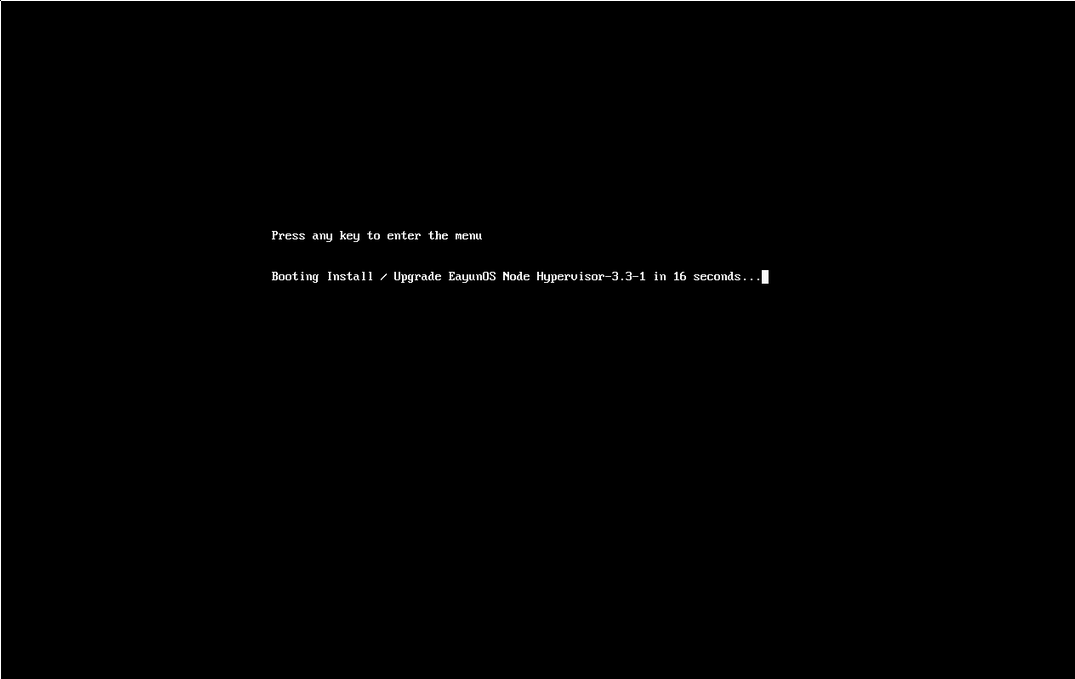 Press any key to enter the menu
Booting Install / Upgrade EayunOS Node Hypervisor-3.3-1 in 16 seconds...